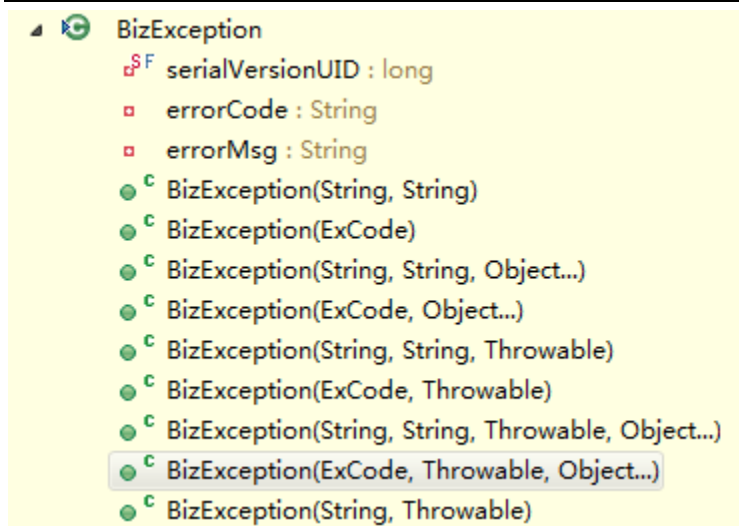 BizException
serialVersionUID : long
errorCode : String
errorMsg : String
BizException(String, String)
BizException(ExCode)
BizException(String, String, Object...)
BizException(ExCode, Object...)
BizException(String, String, Throwable)
BizException(ExCode, Throwable)
BizException(String, String, Throwable, Object...)
BizException(ExCode, Throwable, Object...)
BizException(String, Throwable)